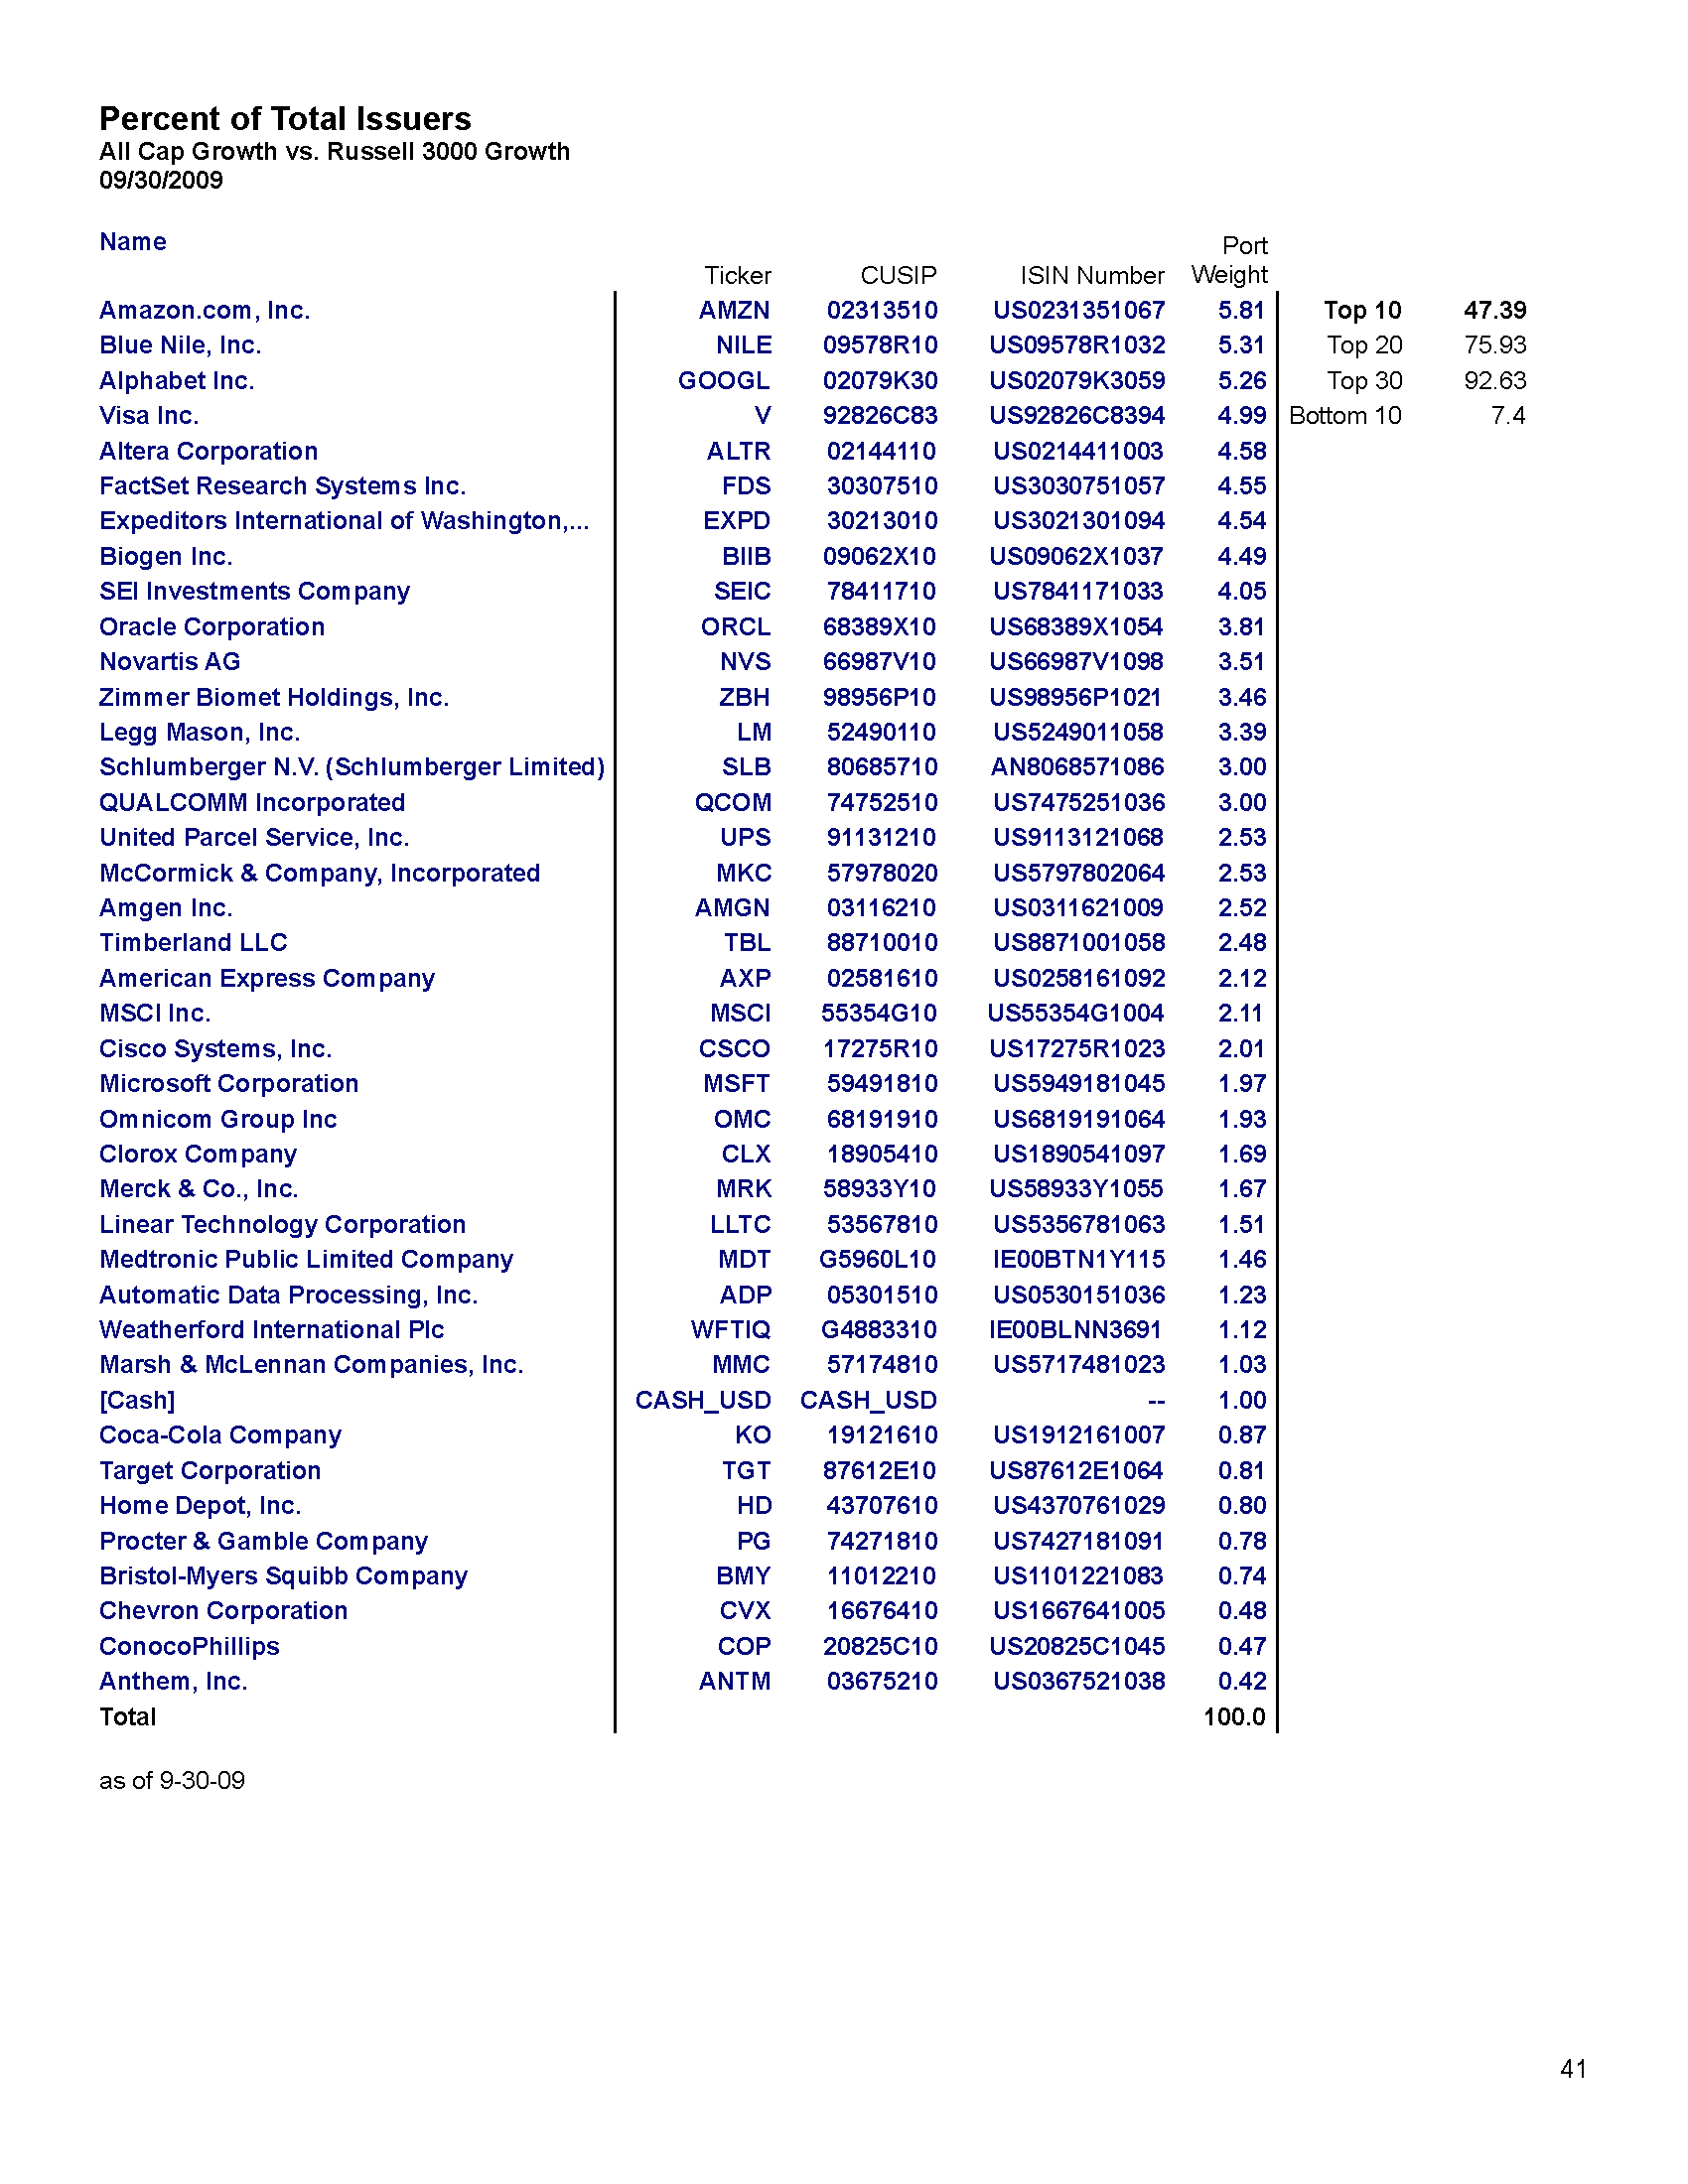 Percent of Total Issuers
All Cap Growth vs. Russell 3000 Growth
09/30/2009
Name Ticker CUSIP ISIN Number Port Weight
Amazon.com, Inc. AMZN 02313510 US0231351067 5.81 Top 10 47.39
Blue Nile, Inc. NILE 09578R10 US09578R1032 5.31 Top 20 75.93
Alphabet Inc. GOOGL 02079K30 US02079K3059 5.26 Top 30 92.63
Visa Inc. V 92826C83 US92826C8394 4.99 Bottom 10 7.4
Altera Corporation ALTR 02144110 US0214411003 4.58
FactSet Research Systems Inc. FDS 30307510 US3030751057 4.55
Expeditors International of Washington,... EXPD 30213010 US3021301094 4.54
Biogen Inc. BIIB 09062X10 US09062X1037 4.49
SEI Investments Company SEIC 78411710 US7841171033 4.05
Oracle Corporation ORCL 68389X10 US68389X1054 3.81
Novartis AG NVS 66987V10 US66987V1098 3.51
Zimmer Biomet Holdings, Inc. ZBH 98956P10 US98956P1021 3.46
Legg Mason, Inc. LM 52490110 US5249011058 3.39
Schlumberger N.V. (Schlumberger Limited) SLB 80685710 AN8068571086 3.00
QUALCOMM Incorporated QCOM 74752510 US7475251036 3.00
United Parcel Service, Inc. UPS 91131210 US9113121068 2.53
McCormick & Company, Incorporated MKC 57978020 US5797802064 2.53
Amgen Inc. AMGN 03116210 US0311621009 2.52
Timberland LLC TBL 88710010 US8871001058 2.48
American Express Company AXP 02581610 US0258161092 2.12
MSCI Inc. MSCI 55354G10 US55354G1004 2.11
Cisco Systems, Inc. CSCO 17275R10 US17275R1023 2.01
Microsoft Corporation MSFT 59491810 US5949181045 1.97
Omnicom Group Inc OMC 68191910 US6819191064 1.93
Clorox Company CLX 18905410 US1890541097 1.69
Merck & Co., Inc. MRK 58933Y10 US58933Y1055 1.67
Linear Technology Corporation LLTC 53567810 US5356781063 1.51
Medtronic Public Limited Company MDT G5960L10 IE00BTN1Y115 1.46
Automatic Data Processing, Inc. ADP 05301510 US0530151036 1.23
Weatherford International Plc WFTIQ G4883310 IE00BLNN3691 1.12
Marsh & McLennan Companies, Inc. MMC 57174810 US5717481023 1.03
[Cash] CASH_USD CASH_USD -- 1.00
Coca-Cola Company KO 19121610 US1912161007 0.87
Target Corporation TGT 87612E10 US87612E1064 0.81
Home Depot, Inc. HD 43707610 US4370761029 0.80
Procter & Gamble Company PG 74271810 US7427181091 0.78
Bristol-Myers Squibb Company BMY 11012210 US1101221083 0.74
Chevron Corporation CVX 16676410 US1667641005 0.48
ConocoPhillips COP 20825C10 US20825C1045 0.47
Anthem, Inc. ANTM 03675210 US0367521038 0.42
Total 100.0
as of 9-30-09
41